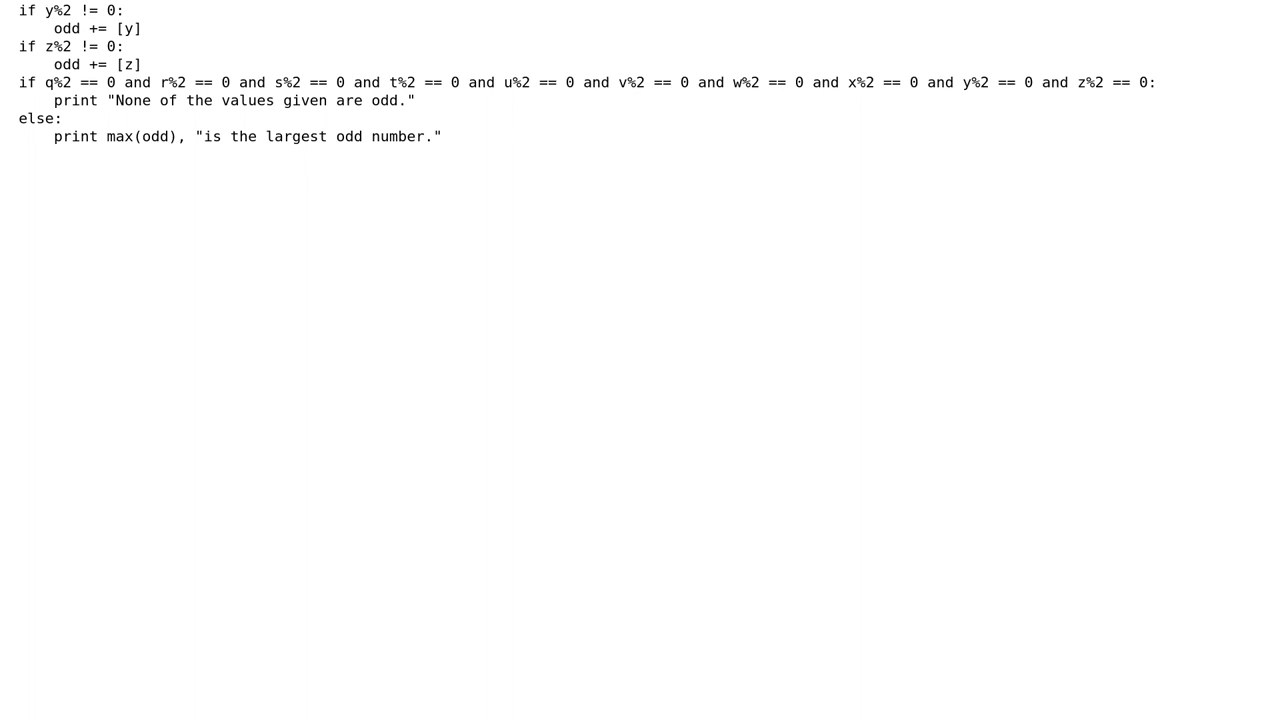 if y%2 != 0:
    odd += [y]
if z%2 != 0:
    odd += [z]
if q%2 == 0 and r%2 == 0 and s%2 == 0 and t%2 == 0 and u%2 == 0 and v%2 == 0 and w%2 == 0 and x%2 == 0 and y%2 == 0 and z%2 == 0:
    print "None of the values given are odd."
else:
    print max(odd), "is the largest odd number."